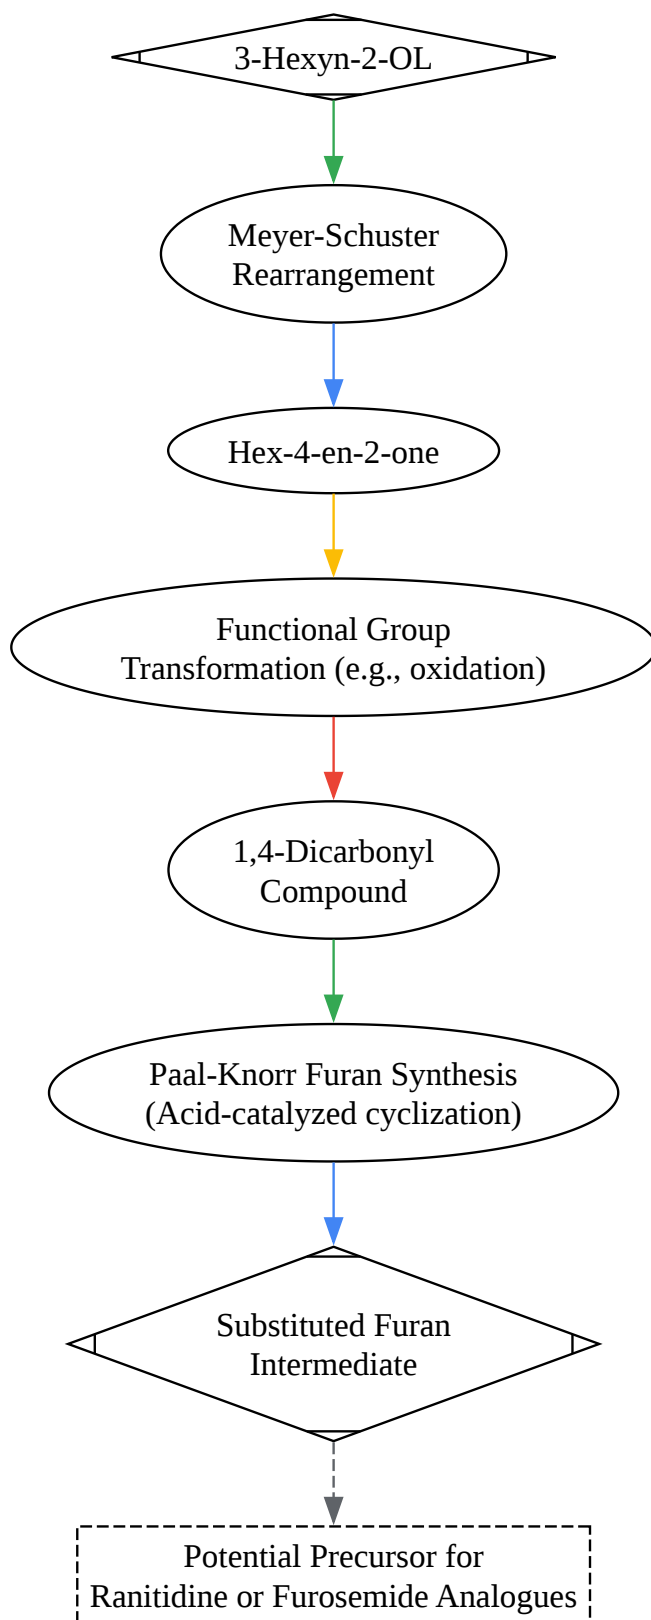 3-Hexyn-2-OL
Meyer-Schuster
Rearrangement
Hex-4-en-2-one
Functional Group
Transformation (e.g., oxidation)
1,4-Dicarbonyl
Compound
Paal-Knorr Furan Synthesis
(Acid-catalyzed cyclization)
Substituted Furan
Intermediate
Potential Precursor for
Ranitidine or Furosemide Analogues